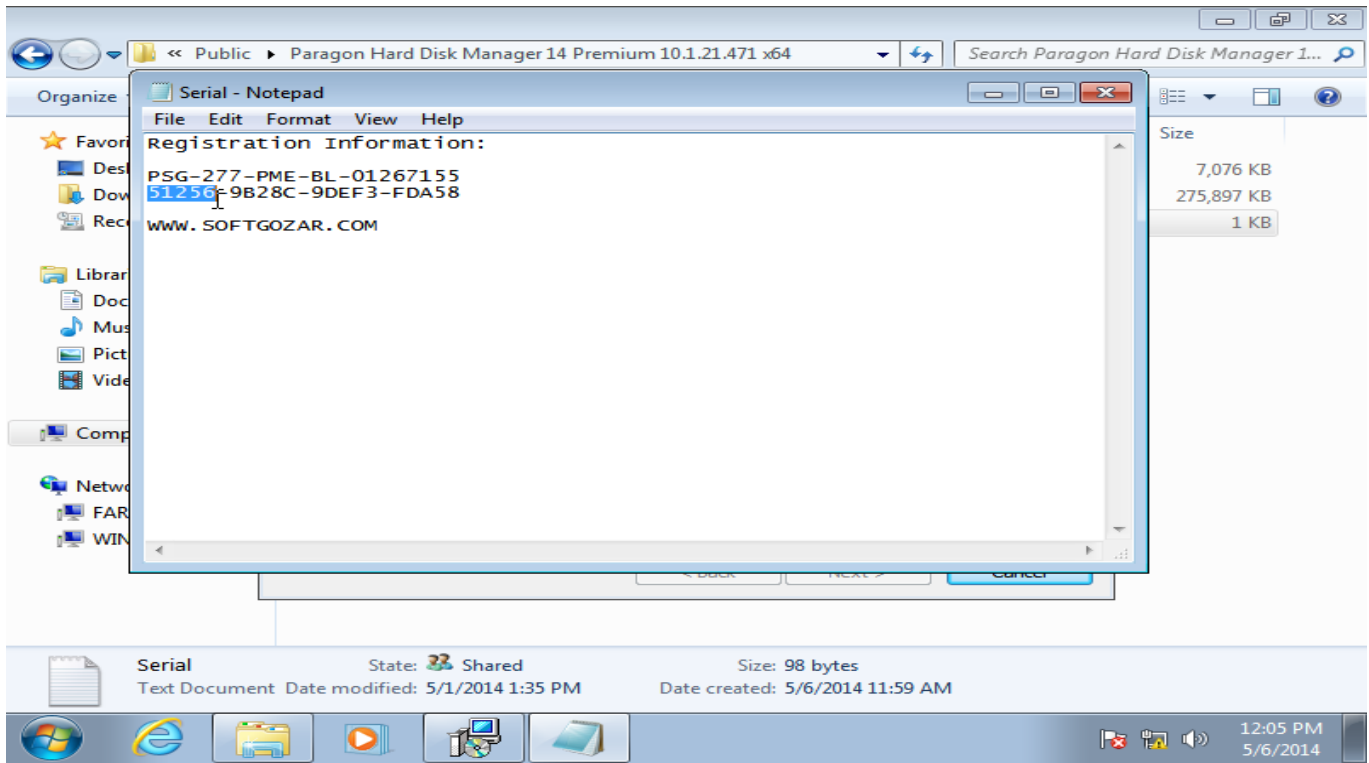 « Public ▸ Paragon Hard Disk Manager 14 Premium 10.1.21.471 x64
Search Paragon Hard Disk Manager 1...
Organize
Serial - Notepad
File Edit Format View Help
Registration Information:
PSG-277-PME-BL-01267155
51256-9B28C-9DEF3-FDA58
WWW.SOFTGOZAR.COM
Size
7,076 KB
275,897 KB
1 KB
Favori
Desl
Dow
Rece
Librar
Doc
Mus
Pict
Vide
Comp
Netwo
FAR
WIN
< Back Next > Cancel
Serial State: Shared Size: 98 bytes
Text Document Date modified: 5/1/2014 1:35 PM Date created: 5/6/2014 11:59 AM
12:05 PM
5/6/2014